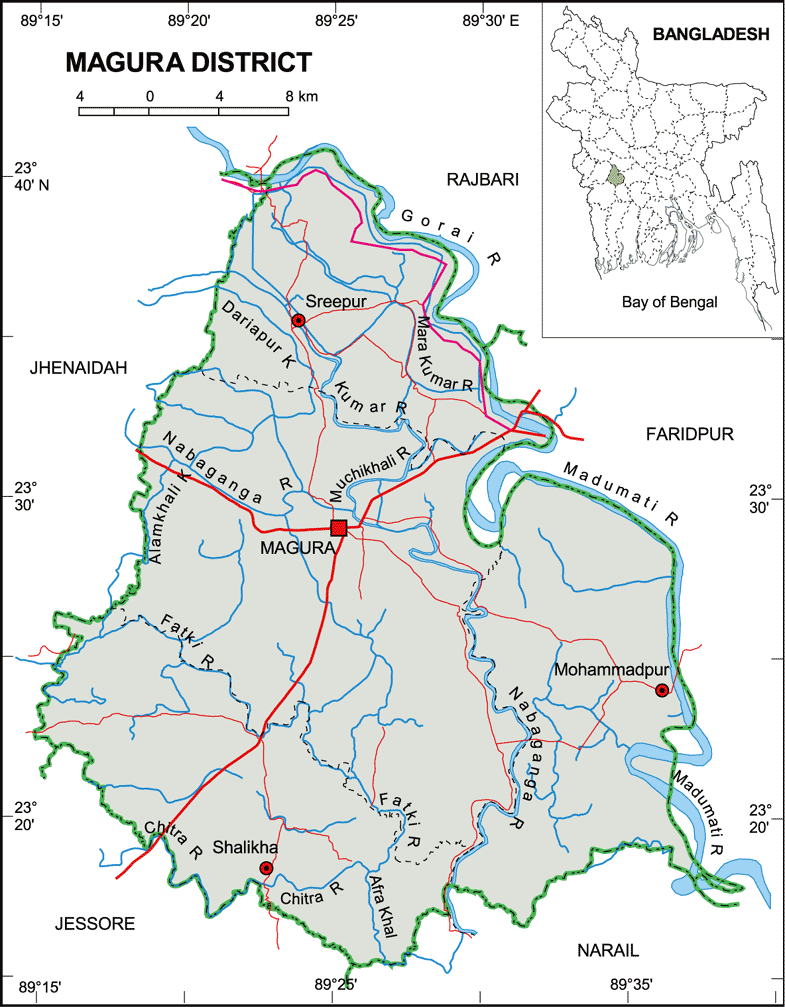 89°15' 89°20' 89°25' 89°30' E
BANGLADESH
MAGURA DISTRICT
4 0 4 8 km
23°
40' N
RAJBARI
Gorai R
Bay of Bengal
Sreepur
Dariapur K
Mara Kumar R
JHENAIDAH
Kumar R
FARIDPUR
Nabaganga R
Muchikhali R
Madumati R
Alamkhali K
23°
30'
23°
30'
MAGURA
Fatki R
Mohammadpur
Nabaganga R
Madumati R
23°
20'
23°
20'
Fatki R
Chitra R
Shalikha
Chitra R
Afra Khal
JESSORE
NARAIL
89°15' 89°25' 89°35'